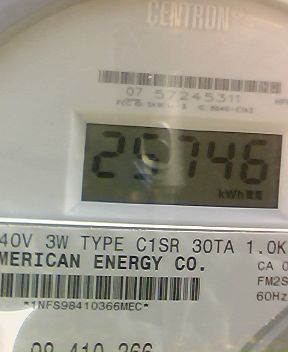 CENTRON
07 57245311
25746
kWh
40V 3W TYPE C1SR 30TA 1.0K
MERICAN ENERGY CO.
CA 0
FM2S
60Hz
*1NFS98410366MEC*
98 410 366